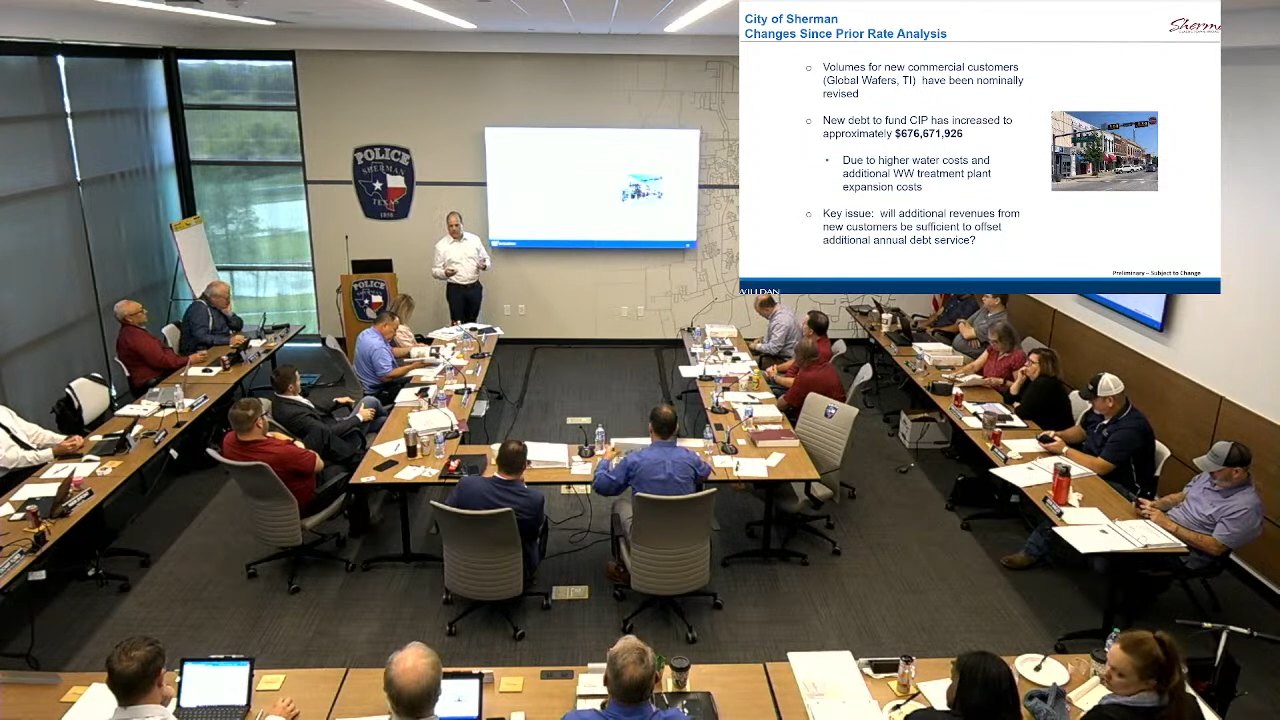 City of Sherman
Changes Since Prior Rate Analysis
Sherman
Volumes for new commercial customers
(Global Wafers, TI) have been nominally
revised
New debt to fund CIP has increased to
approximately $676,671,926
Due to higher water costs and
additional WW treatment plant
expansion costs
Key issue: will additional revenues from
new customers be sufficient to offset
additional annual debt service?
Preliminary – Subject to Change
WILLDAN
POLICE
SHERMAN
TEXAS
POLICE